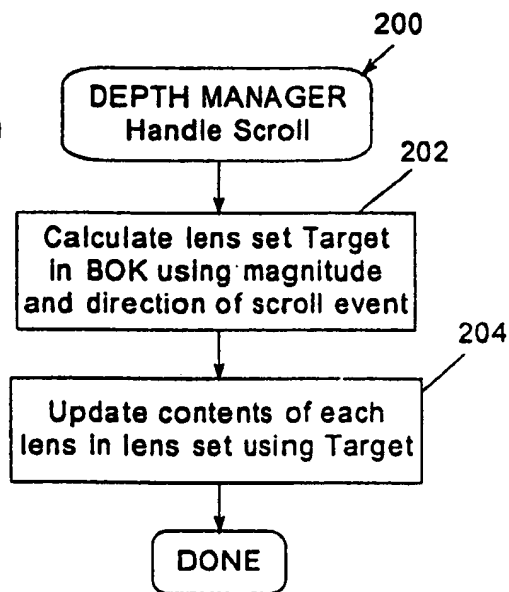 200
DEPTH MANAGER
Handle Scroll
202
Calculate lens set Target
in BOK using magnitude
and direction of scroll event
204
Update contents of each
lens in lens set using Target
DONE